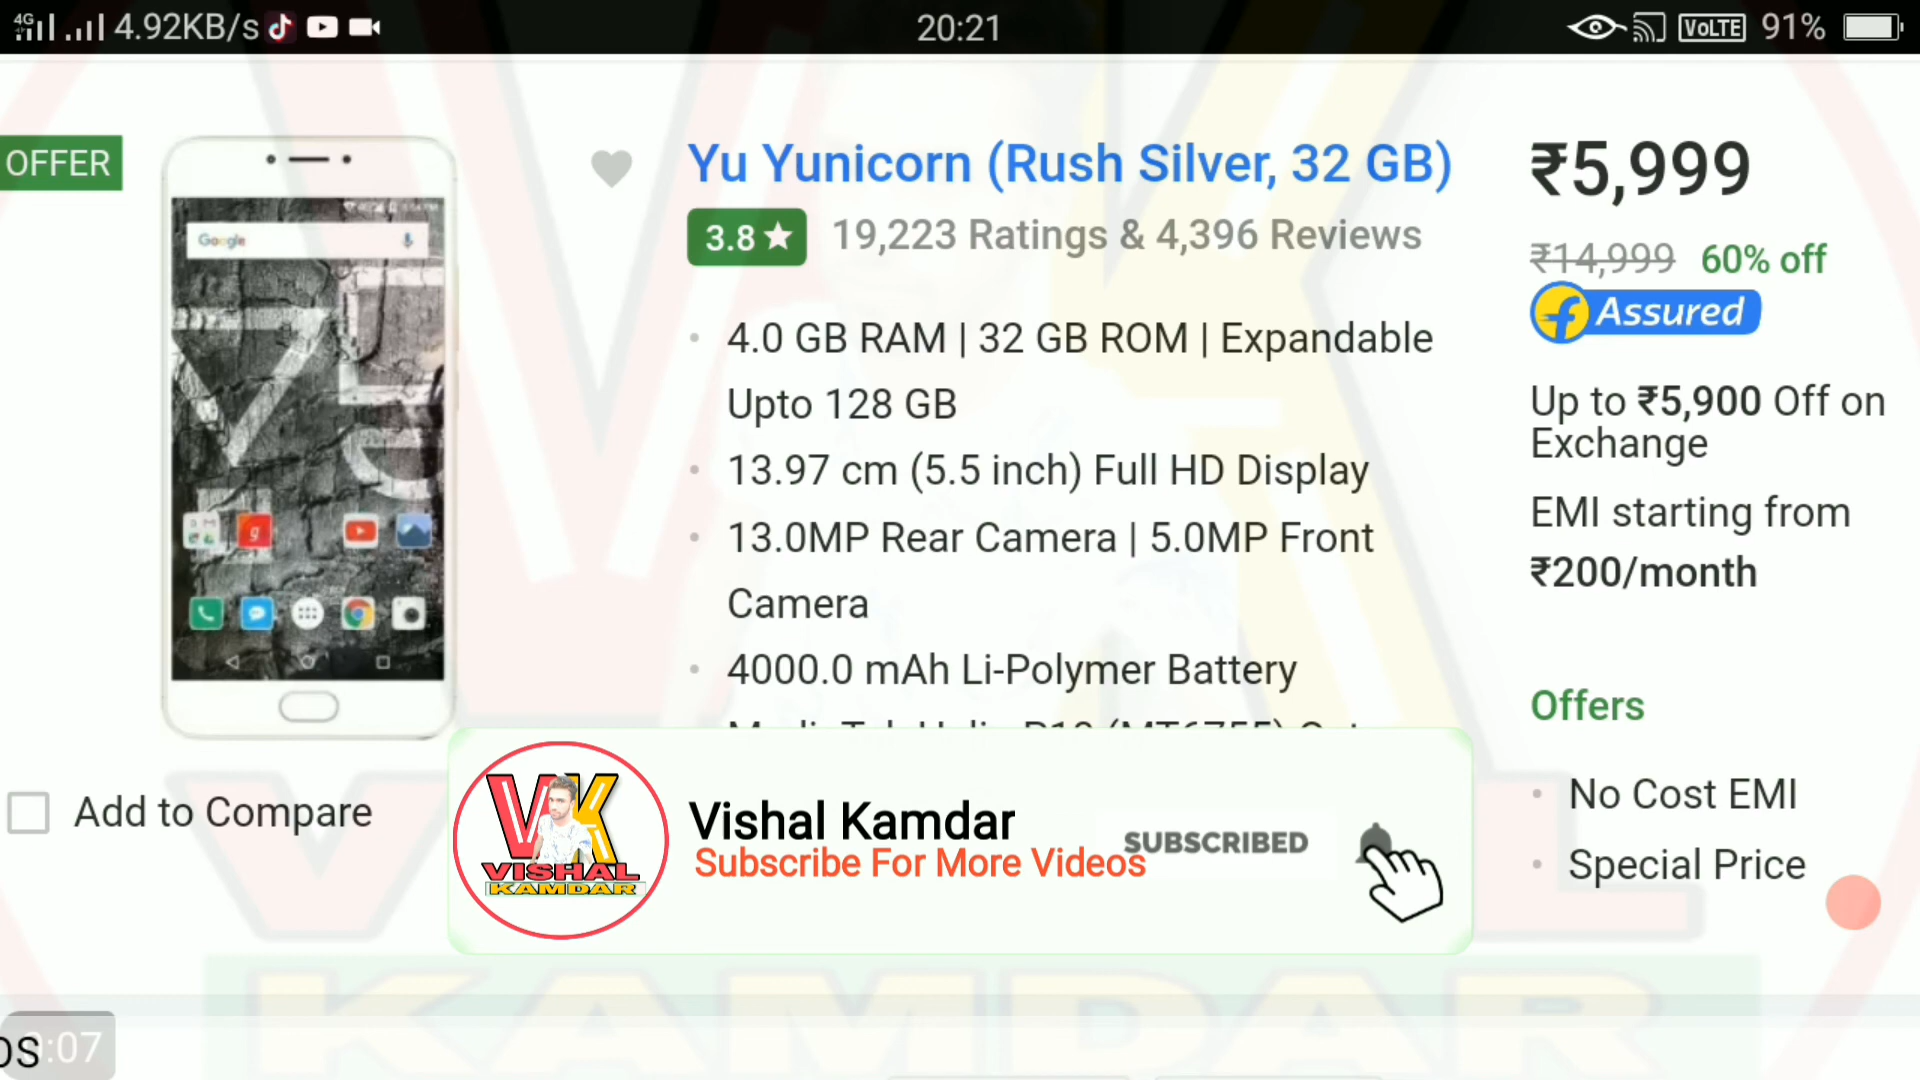 4G 4.92KB/s 20:21 VoLTE 91%
OFFER
Google
Yu Yunicorn (Rush Silver, 32 GB)
3.8★ 19,223 Ratings & 4,396 Reviews
4.0 GB RAM | 32 GB ROM | Expandable
Upto 128 GB
13.97 cm (5.5 inch) Full HD Display
13.0MP Rear Camera | 5.0MP Front
Camera
4000.0 mAh Li-Polymer Battery
₹5,999
₹14,999 60% off
f Assured
Up to ₹5,900 Off on
Exchange
EMI starting from
₹200/month
Offers
No Cost EMI
Special Price
Add to Compare
VK
VISHAL
KAMDAR
Vishal Kamdar
Subscribe For More Videos
SUBSCRIBED
KAMDAR
:07